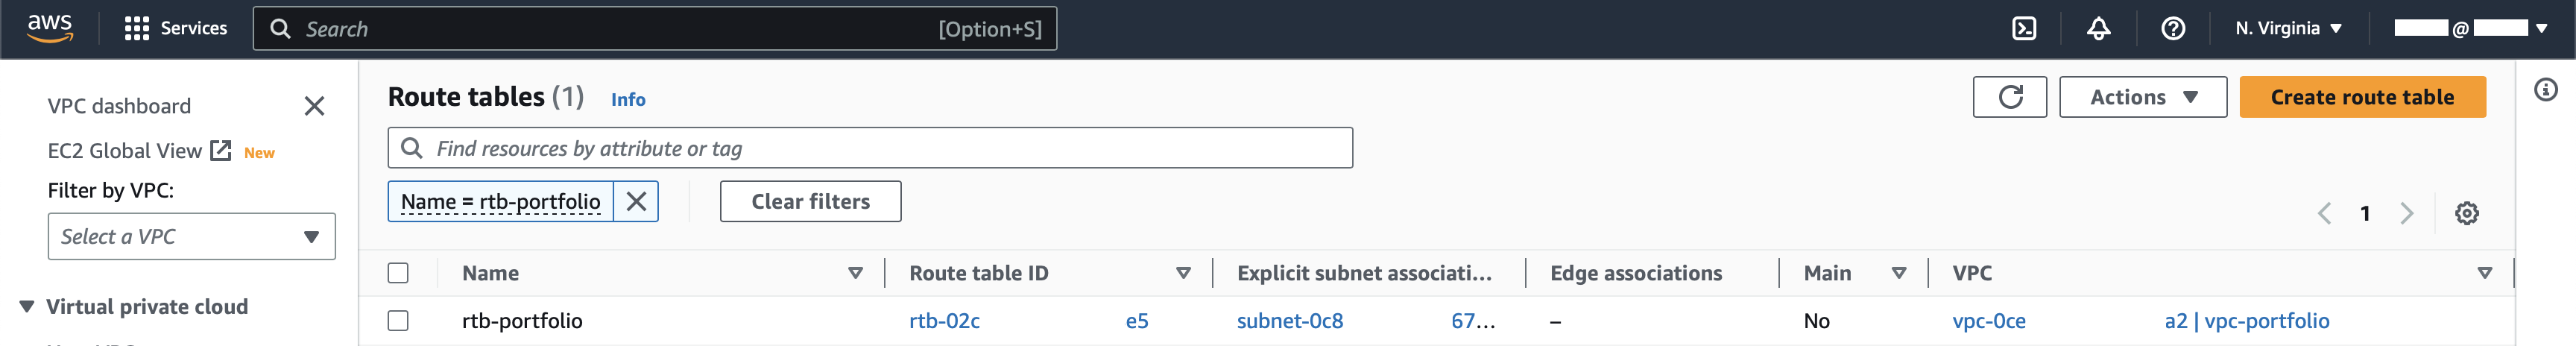 aws
Services
Search
[Option+S]
N. Virginia
@
VPC dashboard
EC2 Global View
New
Filter by VPC:
Select a VPC
Virtual private cloud
Route tables (1)
Info
Actions
Create route table
Find resources by attribute or tag
Name = rtb-portfolio
Clear filters
1
Name
Route table ID
Explicit subnet associati...
Edge associations
Main
VPC
rtb-portfolio
rtb-02c e5
subnet-0c8 67...
–
No
vpc-0ce a2 | vpc-portfolio